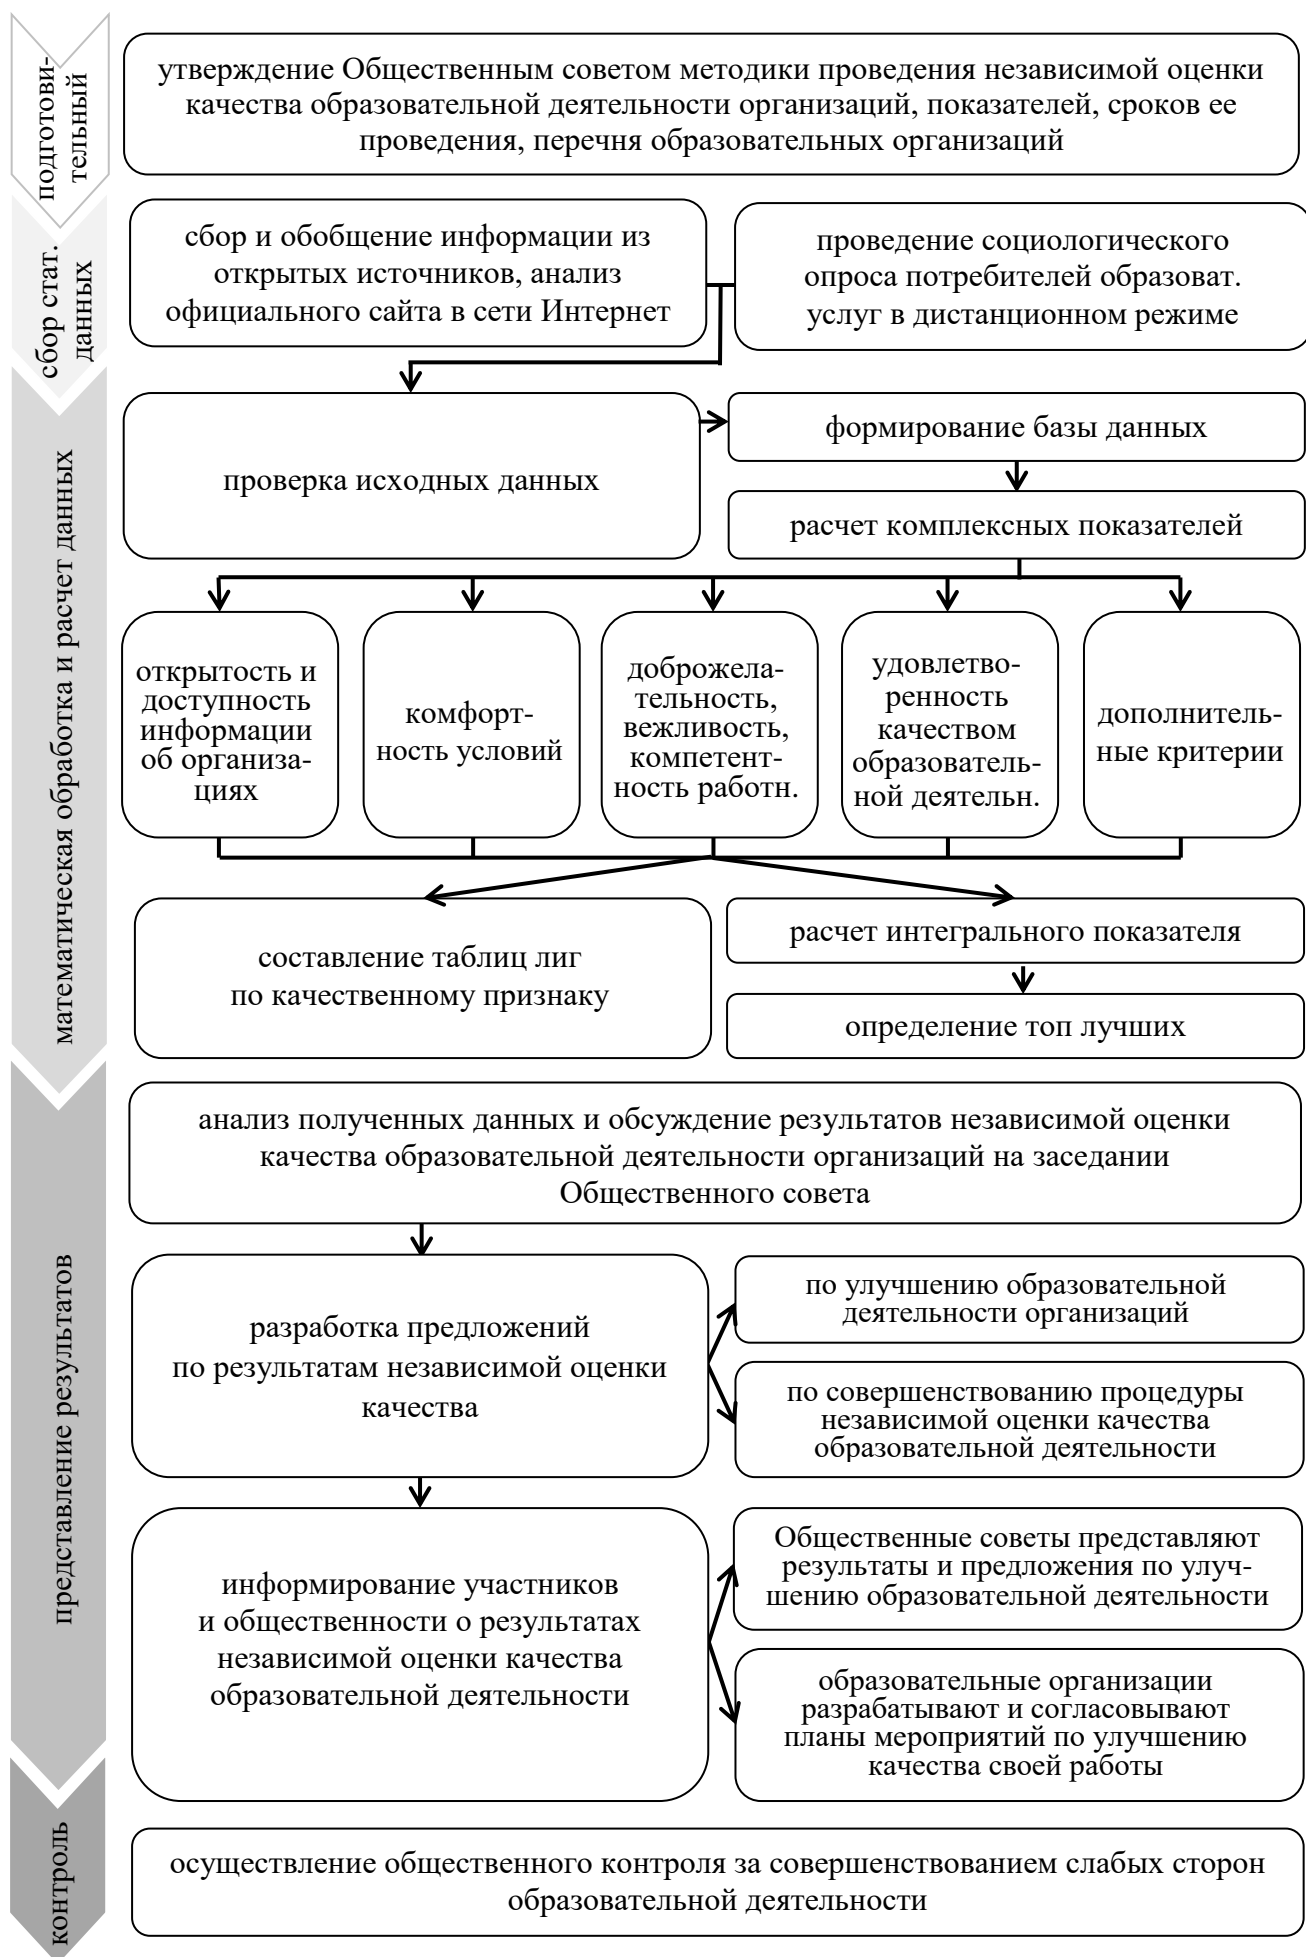 подготови-
тельный
утверждение Общественным советом методики проведения независимой оценки
качества образовательной деятельности организаций, показателей, сроков ее
проведения, перечня образовательных организаций
сбор стат.
данных
сбор и обобщение информации из
открытых источников, анализ
официального сайта в сети Интернет
проведение социологического
опроса потребителей образоват.
услуг в дистанционном режиме
математическая обработка и расчет данных
проверка исходных данных
формирование базы данных
расчет комплексных показателей
открытость и
доступность
информации
об организа-
циях
комфорт-
ность условий
доброжела-
тельность,
вежливость,
компетент-
ность работн.
удовлетво-
ренность
качеством
образователь-
ной деятельн.
дополнитель-
ные критерии
составление таблиц лиг
по качественному признаку
расчет интегрального показателя
определение топ лучших
представление результатов
анализ полученных данных и обсуждение результатов независимой оценки
качества образовательной деятельности организаций на заседании
Общественного совета
разработка предложений
по результатам независимой оценки
качества
по улучшению образовательной
деятельности организаций
по совершенствованию процедуры
независимой оценки качества
образовательной деятельности
информирование участников
и общественности о результатах
независимой оценки качества
образовательной деятельности
Общественные советы представляют
результаты и предложения по улуч-
шению образовательной деятельности
образовательные организации
разрабатывают и согласовывают
планы мероприятий по улучшению
качества своей работы
контроль
осуществление общественного контроля за совершенствованием слабых сторон
образовательной деятельности